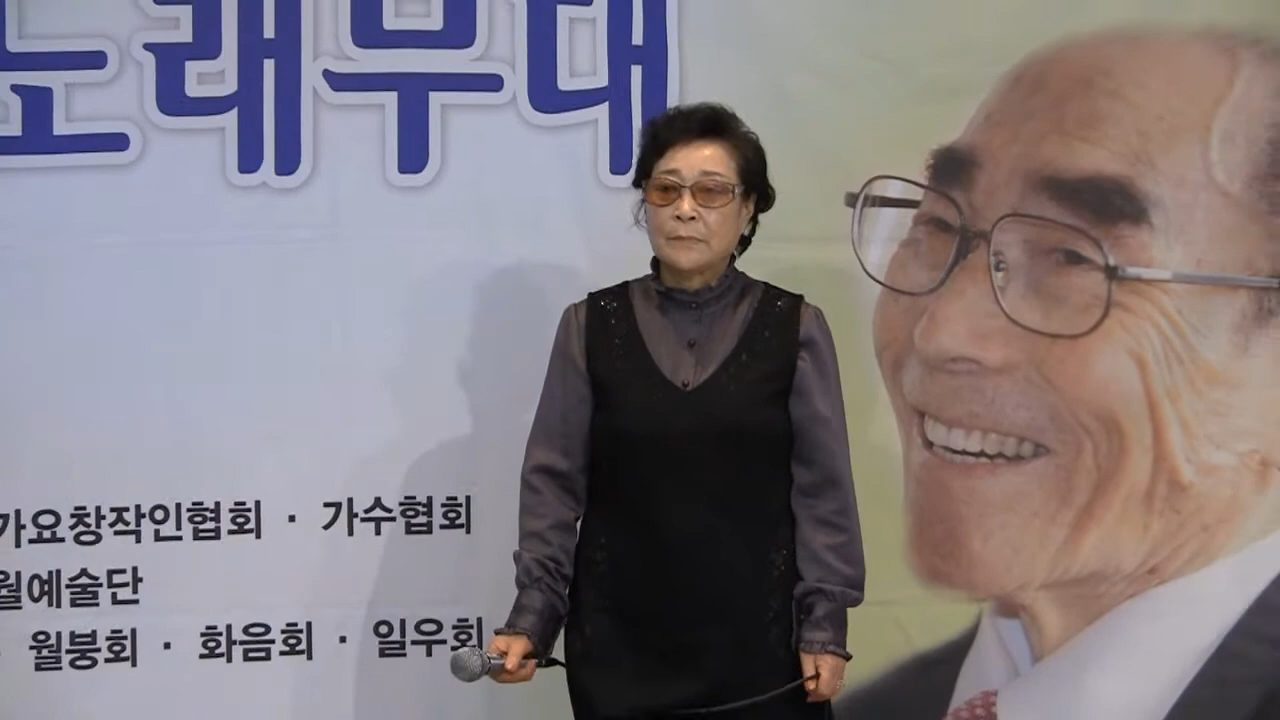 노래무대
가요창작인협회 · 가수협회
월예술단
· 월봉회 · 화음회 · 일우회